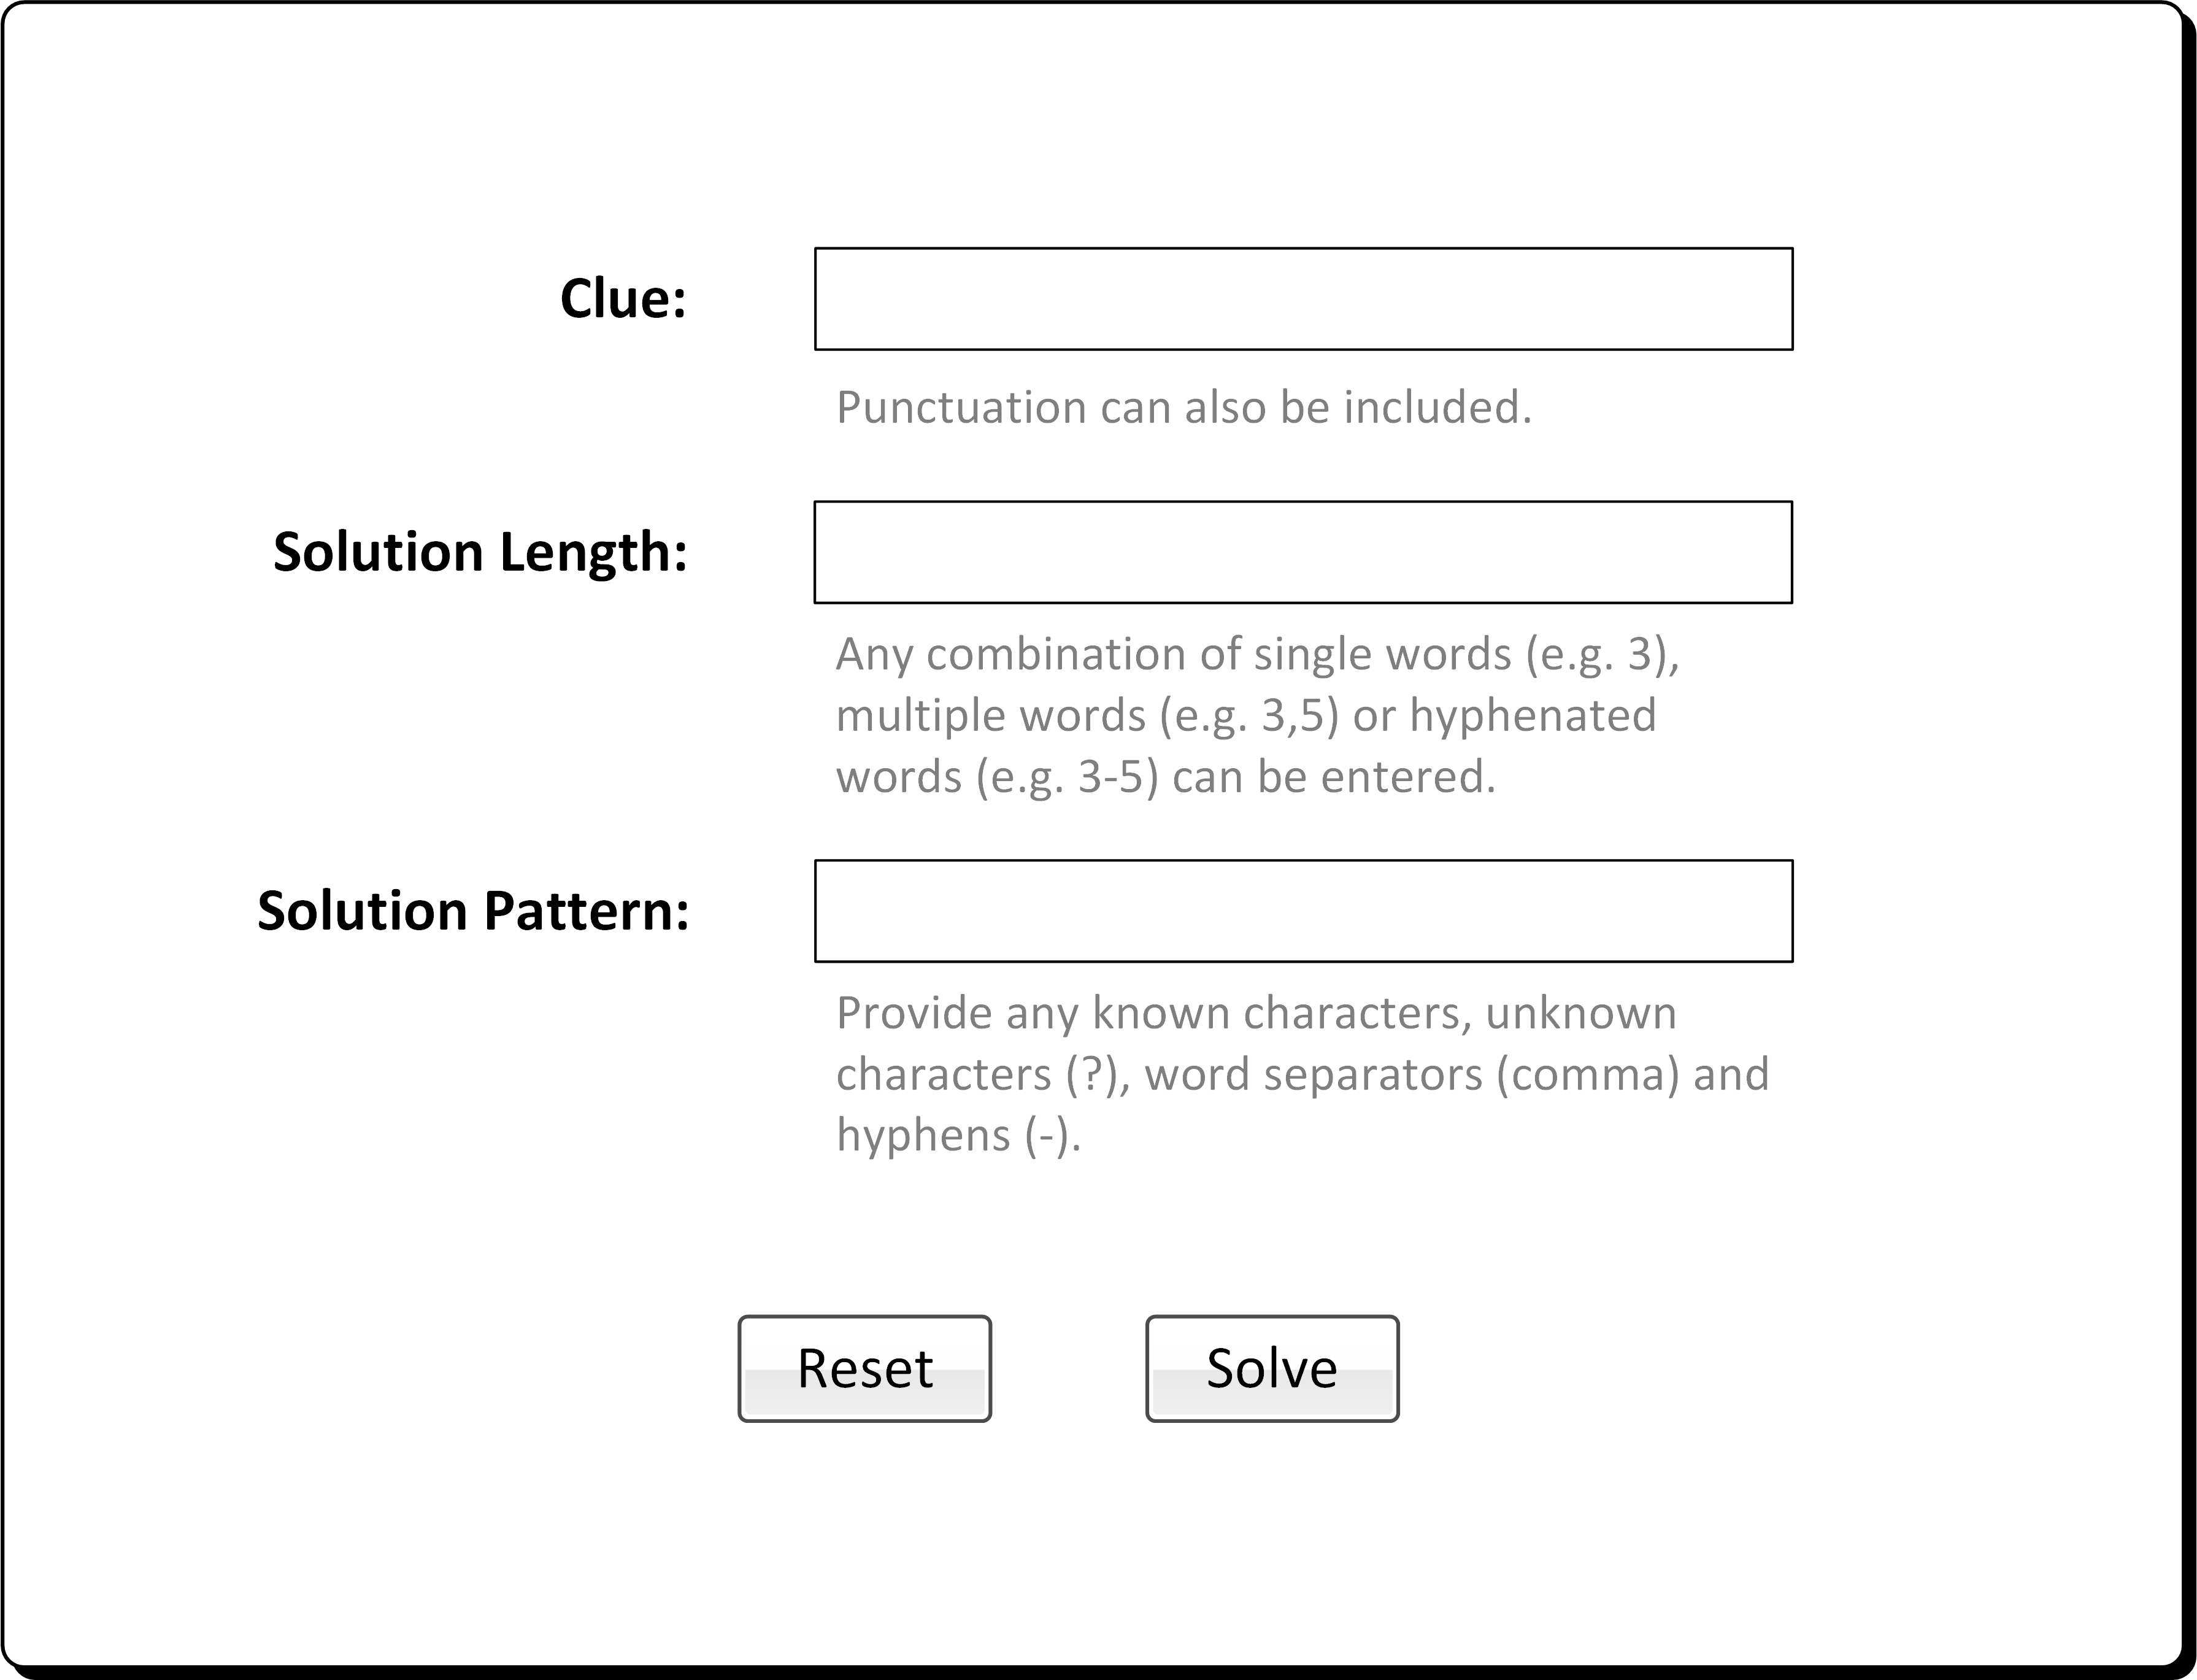 Clue:
Punctuation can also be included.
Solution Length:
Any combination of single words (e.g. 3),
multiple words (e.g. 3,5) or hyphenated
words (e.g. 3-5) can be entered.
Solution Pattern:
Provide any known characters, unknown
characters (?), word separators (comma) and
hyphens (-).
Reset
Solve